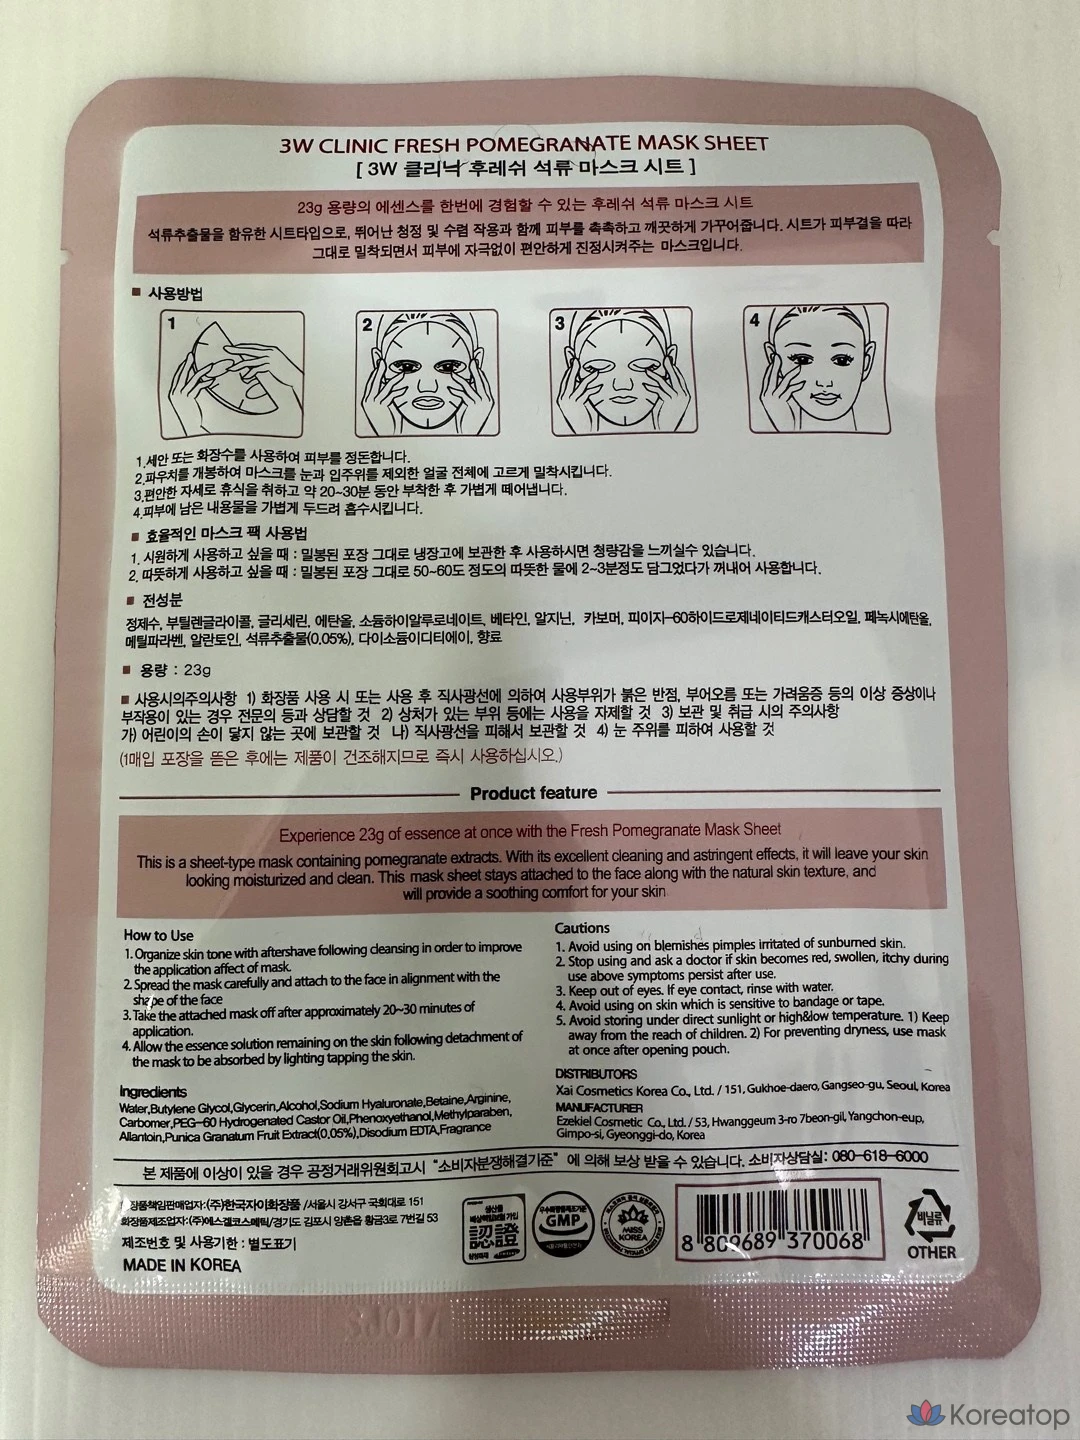 3W CLINIC FRESH POMEGRANATE MASK SHEET
[ 3W 클리닉 후레쉬 석류 마스크 시트 ]
23g 용량의 에센스를 한번에 경험할 수 있는 후레쉬 석류 마스크 시트
석류추출물을 함유한 시트타입으로, 뛰어난 청정 및 수렴 작용과 함께 피부를 촉촉하고 깨끗하게 가꾸어줍니다. 시트가 피부결을 따라
그대로 밀착되면서 피부에 자극없이 편안하게 진정시켜주는 마스크입니다.
■ 사용방법
1
2
3
4
1.세안 또는 화장수를 사용하여 피부를 정돈합니다.
2.파우치를 개봉하여 마스크를 눈과 입주위를 제외한 얼굴 전체에 고르게 밀착시킵니다.
3.편안한 자세로 휴식을 취하고 약 20~30분 동안 부착한 후 가볍게 떼어냅니다.
4.피부에 남은 내용물을 가볍게 두드려 흡수시킵니다.
■ 효율적인 마스크 팩 사용법
1. 시원하게 사용하고 싶을 때 : 밀봉된 포장 그대로 냉장고에 보관한 후 사용하시면 청량감을 느끼실수 있습니다.
2. 따뜻하게 사용하고 싶을 때 : 밀봉된 포장 그대로 50~60도 정도의 따뜻한 물에 2~3분정도 담그었다가 꺼내어 사용합니다.
■ 전성분
정제수, 부틸렌글라이콜, 글리세린, 에탄올, 소듐하이알루로네이트, 베타인, 알지닌, 카보머, 피이지-60하이드로제네이티드캐스터오일, 페녹시에탄올,
메틸파라벤, 알란토인, 석류추출물(0.05%), 다이소듐이디티에이, 향료
■ 용량 : 23g
■ 사용시의주의사항 1) 화장품 사용 시 또는 사용 후 직사광선에 의하여 사용부위가 붉은 반점, 부어오름 또는 가려움증 등의 이상 증상이나
부작용이 있는 경우 전문의 등과 상담할 것 2) 상처가 있는 부위 등에는 사용을 자제할 것 3) 보관 및 취급 시의 주의사항
가) 어린이의 손이 닿지 않는 곳에 보관할 것 나) 직사광선을 피해서 보관할 것 4) 눈 주위를 피하여 사용할 것
(1매입 포장을 뜯은 후에는 제품이 건조해지므로 즉시 사용하십시오.)
Product feature
Experience 23g of essence at once with the Fresh Pomegranate Mask Sheet
This is a sheet-type mask containing pomegranate extracts. With its excellent cleaning and astringent effects, it will leave your skin
looking moisturized and clean. This mask sheet stays attached to the face along with the natural skin texture, and
will provide a soothing comfort for your skin
How to Use
1. Organize skin tone with aftershave following cleansing in order to improve
the application affect of mask.
2. Spread the mask carefully and attach to the face in alignment with the
shape of the face
3. Take the attached mask off after approximately 20~30 minutes of
application.
4. Allow the essence solution remaining on the skin following detachment of
the mask to be absorbed by lighting tapping the skin.
Ingredients
Water,Butylene Glycol,Glycerin,Alcohol,Sodium Hyaluronate,Betaine,Arginine,
Carbomer,PEG-60 Hydrogenated Castor Oil,Phenoxyethanol,Methylparaben,
Allantoin,Punica Granatum Fruit Extract(0,05%),Disodium EDTA,Fragrance
Cautions
1. Avoid using on blemishes pimples irritated of sunburned skin.
2. Stop using and ask a doctor if skin becomes red, swollen, itchy during
use above symptoms persist after use.
3. Keep out of eyes. If eye contact, rinse with water.
4. Avoid using on skin which is sensitive to bandage or tape.
5. Avoid storing under direct sunlight or high&low temperature. 1) Keep
away from the reach of children. 2) For preventing dryness, use mask
at once after opening pouch.
DISTRIBUTORS
Xai Cosmetics Korea Co., Ltd. / 151, Gukhoe-daero, Gangseo-gu, Seoul, Korea
MANUFACTURER
Ezekiel Cosmetic Co., Ltd. / 53, Hwanggeum 3-ro 7beon-gil, Yangchon-eup,
Gimpo-si, Gyeonggi-do, Korea
본 제품에 이상이 있을 경우 공정거래위원회고시 "소비자분쟁해결기준" 에 의해 보상 받을 수 있습니다. 소비자상담실: 080-618-6000
장품책임판매업자:(주)한국자이화장품 /서울시 강서구 국회대로 151
화장품제조업자:(주)에스겔코스메틱/경기도 김포시 양촌읍 황금3로 7번길 53
제조번호 및 사용기한 : 별도표기
MADE IN KOREA
생산물
배상책임보험 가입
認證
우수화장품제조기준
GMP
MISS
KOREA
8 809689 370068
비닐류
OTHER
Koreatop